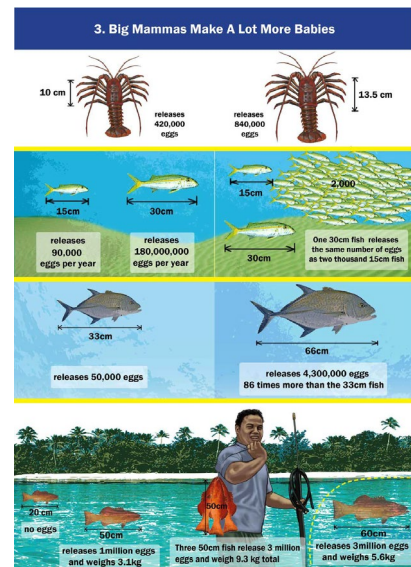 3. Big Mammas Make A Lot More Babies
10 cm
releases
420,000
eggs
releases
840,000
eggs
13.5 cm
15cm
30cm
releases
90,000
eggs per year
releases
180,000,000
eggs per year
15cm
2,000
30cm
One 30cm fish releases
the same number of eggs
as two thousand 15cm fish
33cm
releases 50,000 eggs
66cm
releases 4,300,000 eggs
86 times more than the 33cm fish
20 cm
no eggs
50cm
releases 1million eggs
and weighs 3.1kg
50cm
Three 50cm fish release 3 million
eggs and weigh 9.3 kg total
60cm
releases 3million eggs
and weighs 5.6kg